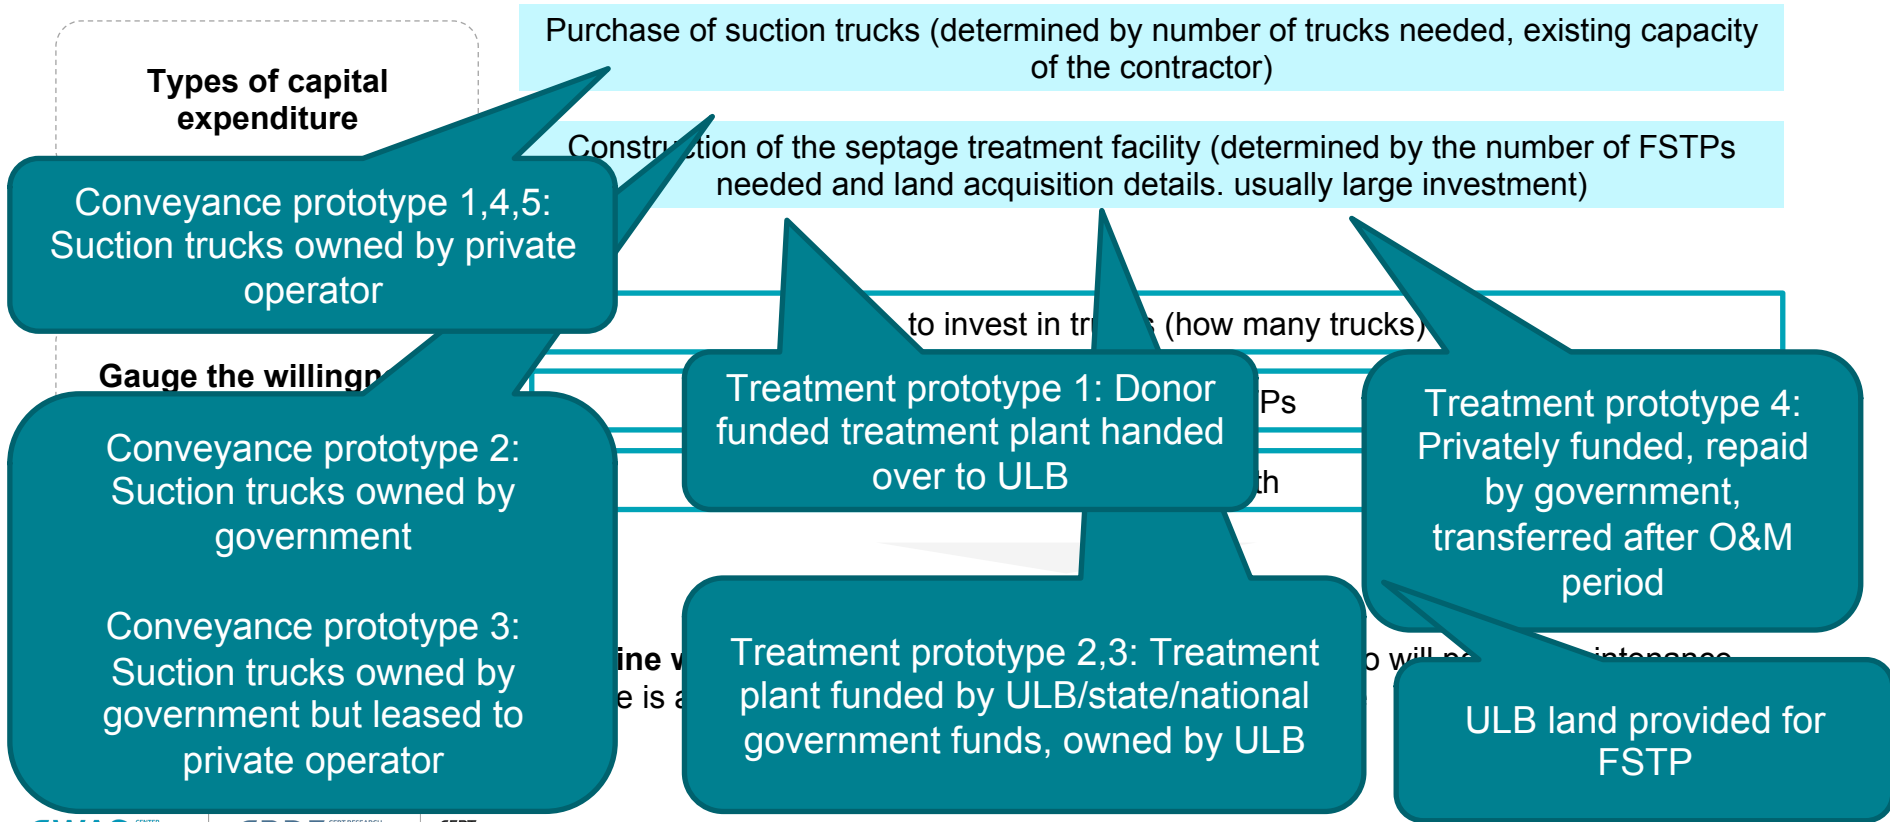 Purchase of suction trucks (determined by number of trucks needed, existing capacity
of the contractor)
Types of capital
expenditure
Construction of the septage treatment facility (determined by the number of FSTPs
needed and land acquisition details. usually large investment)
Conveyance prototype 1,4,5:
Suction trucks owned by private
operator
to invest in (how many trucks)
Gauge the
Treatment prototype 1: Donor
funded treatment plant handed
over to ULB
Treatment prototype 4:
Privately funded, repaid
by government,
transferred after O&M
period
Conveyance prototype 2:
Suction trucks owned by
government
Conveyance prototype 3:
Suction trucks owned by
government but leased to
private operator
Treatment prototype 2,3: Treatment
plant funded by ULB/state/national
government funds, owned by ULB
will
is
ULB land provided for
FSTP